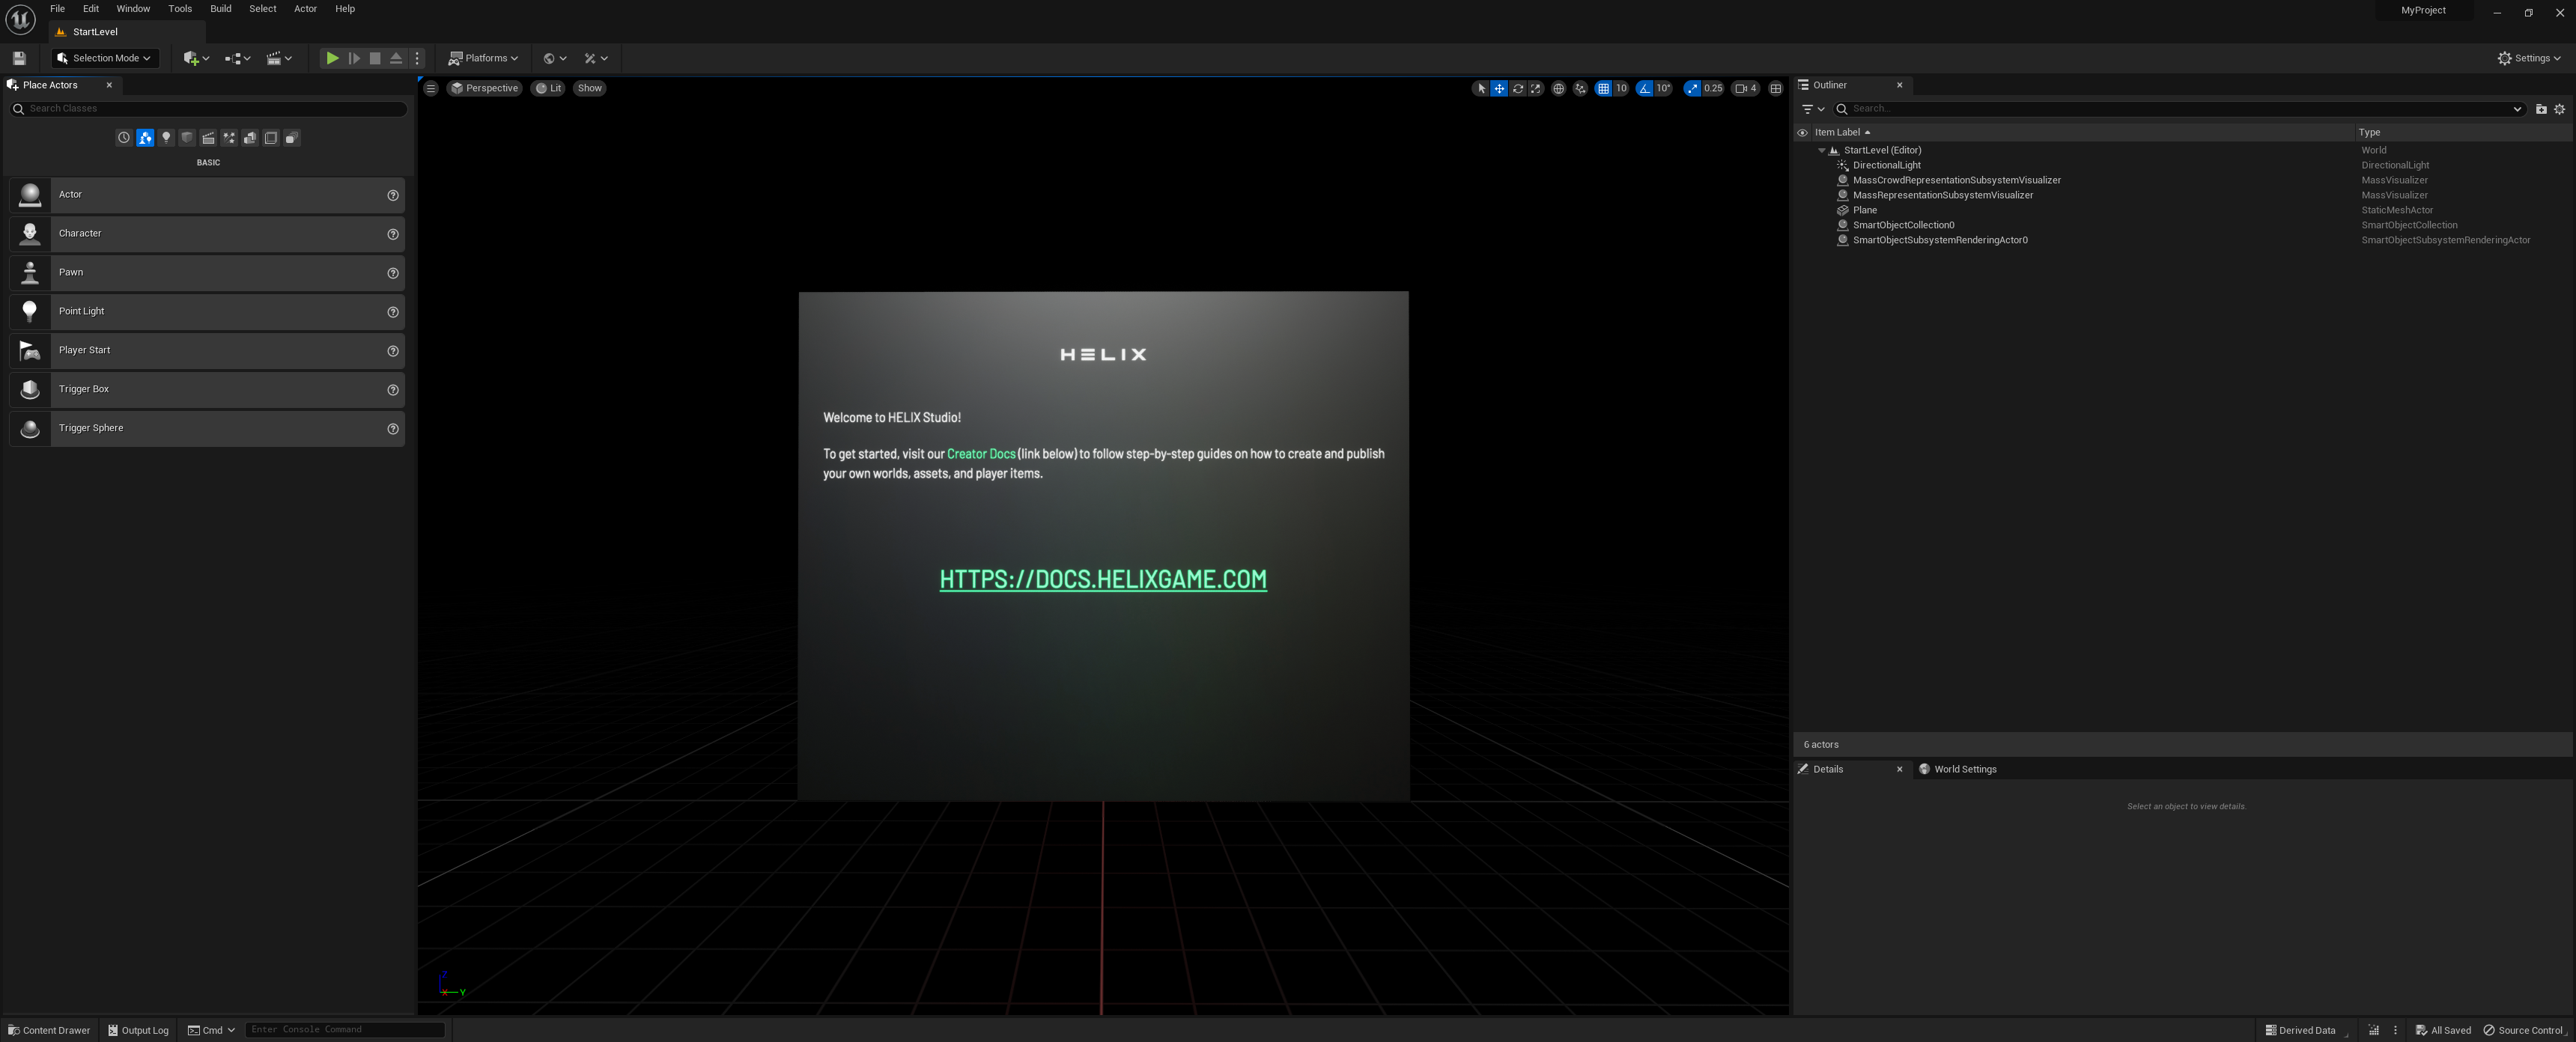 File Edit Window Tools Build Select Actor Help
MyProject
StartLevel
Selection Mode
Platforms
Settings
Place Actors
Search Classes
BASIC
Actor
Character
Pawn
Point Light
Player Start
Trigger Box
Trigger Sphere
Perspective Lit Show
10 10° 0.25 4
HELIX
Welcome to HELIX Studio!
To get started, visit our Creator Docs (link below) to follow step-by-step guides on how to create and publish
your own worlds, assets, and player items.
HTTPS://DOCS.HELIXGAME.COM
Z
X Y
Outliner
Search...
Item Label Type
StartLevel (Editor) World
DirectionalLight DirectionalLight
MassCrowdRepresentationSubsystemVisualizer MassVisualizer
MassRepresentationSubsystemVisualizer MassVisualizer
Plane StaticMeshActor
SmartObjectCollection0 SmartObjectCollection
SmartObjectSubsystemRenderingActor0 SmartObjectSubsystemRenderingActor
6 actors
Details World Settings
Select an object to view details.
Content Drawer Output Log Cmd Enter Console Command
Derived Data All Saved Source Control